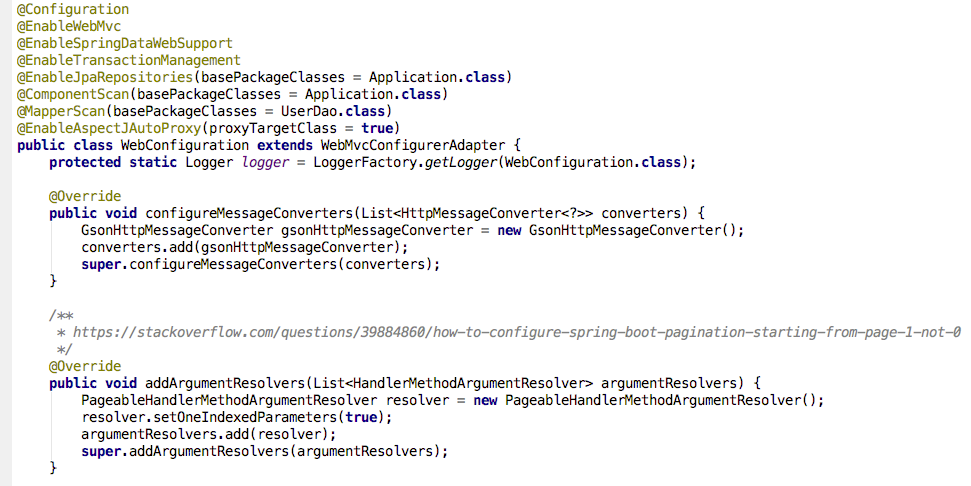 @Configuration
@EnableWebMvc
@EnableSpringDataWebSupport
@EnableTransactionManagement
@EnableJpaRepositories(basePackageClasses = Application.class)
@ComponentScan(basePackageClasses = Application.class)
@MapperScan(basePackageClasses = UserDao.class)
@EnableAspectJAutoProxy(proxyTargetClass = true)
public class WebConfiguration extends WebMvcConfigurerAdapter {
    protected static Logger logger = LoggerFactory.getLogger(WebConfiguration.class);

    @Override
    public void configureMessageConverters(List<HttpMessageConverter<?>> converters) {
        GsonHttpMessageConverter gsonHttpMessageConverter = new GsonHttpMessageConverter();
        converters.add(gsonHttpMessageConverter);
        super.configureMessageConverters(converters);
    }

    /**
     * https://stackoverflow.com/questions/39884860/how-to-configure-spring-boot-pagination-starting-from-page-1-not-0
     */
    @Override
    public void addArgumentResolvers(List<HandlerMethodArgumentResolver> argumentResolvers) {
        PageableHandlerMethodArgumentResolver resolver = new PageableHandlerMethodArgumentResolver();
        resolver.setOneIndexedParameters(true);
        argumentResolvers.add(resolver);
        super.addArgumentResolvers(argumentResolvers);
    }